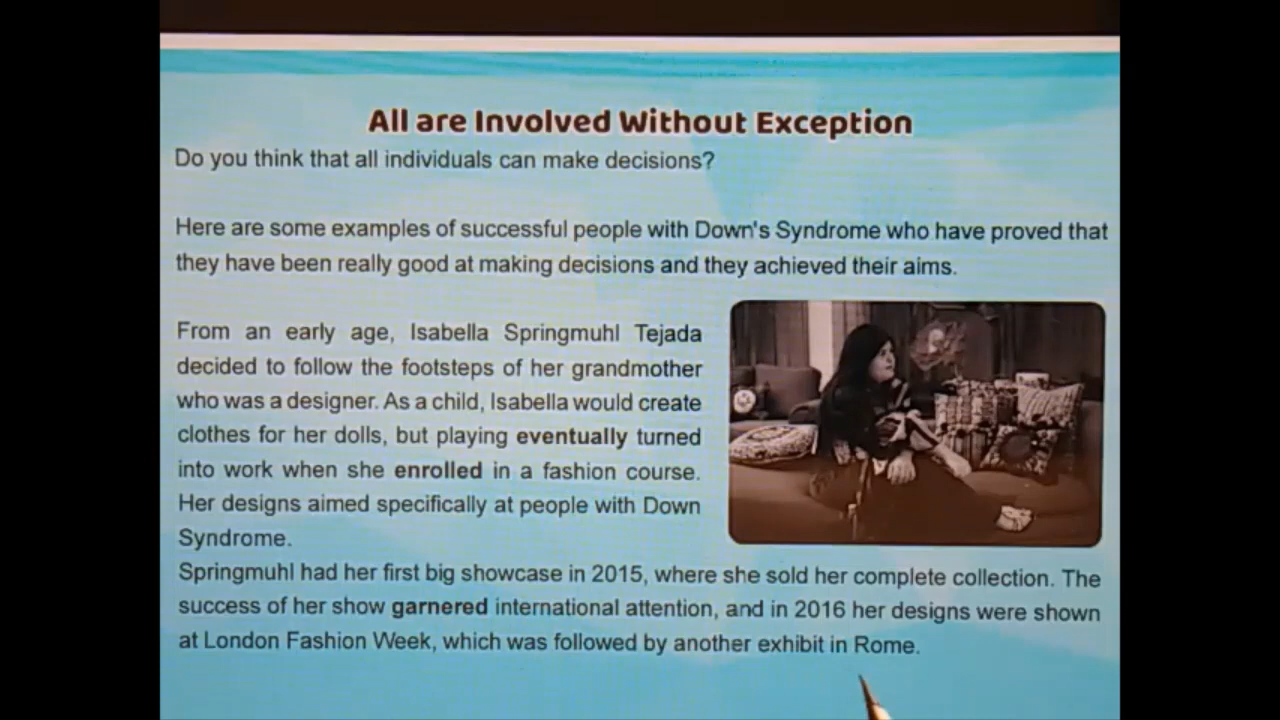 All are Involved Without Exception
Do you think that all individuals can make decisions?
Here are some examples of successful people with Down's Syndrome who have proved that
they have been really good at making decisions and they achieved their aims.
From an early age, Isabella Springmuhl Tejada
decided to follow the footsteps of her grandmother
who was a designer. As a child, Isabella would create
clothes for her dolls, but playing eventually turned
into work when she enrolled in a fashion course.
Her designs aimed specifically at people with Down
Syndrome.
Springmuhl had her first big showcase in 2015, where she sold her complete collection. The
success of her show garnered international attention, and in 2016 her designs were shown
at London Fashion Week, which was followed by another exhibit in Rome.